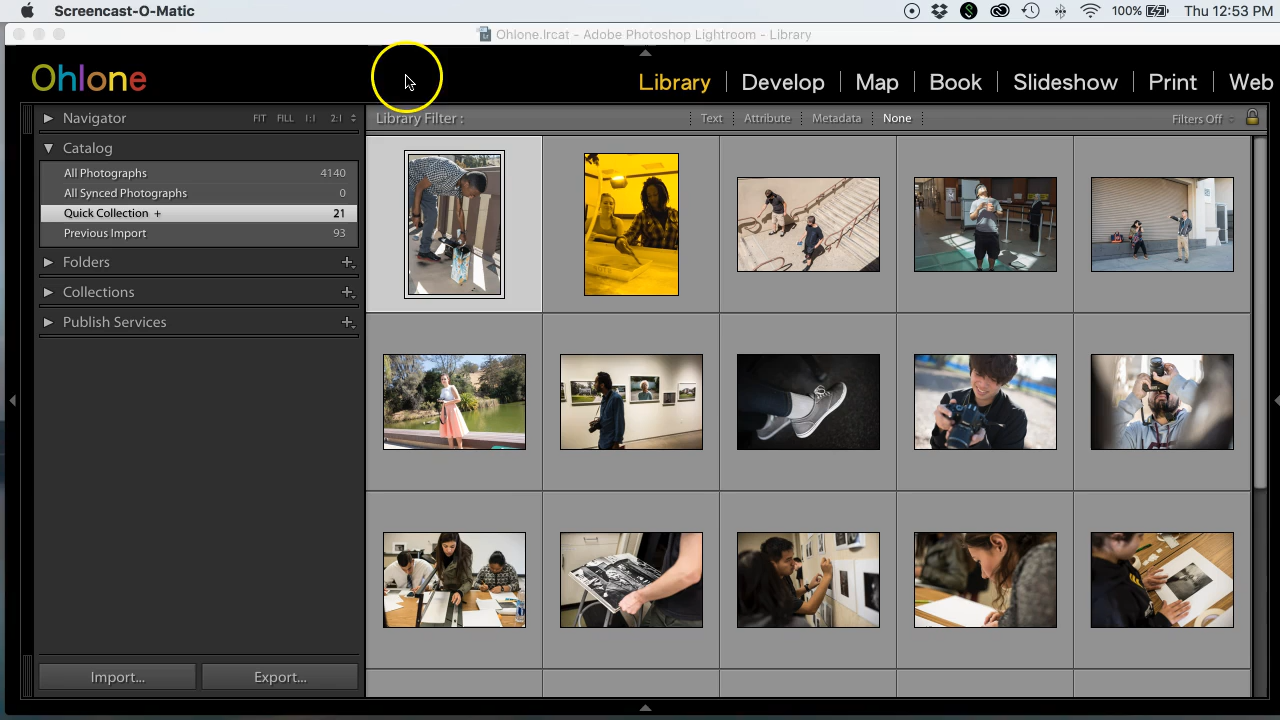 Screencast-O-Matic
100%
Thu 12:53 PM
Ohlone.lrcat - Adobe Photoshop Lightroom - Library
Ohlone
Library
Develop
Map
Book
Slideshow
Print
Web
Navigator
FIT
FILL
1:1
2:1
Library Filter :
Text
Attribute
Metadata
None
Filters Off
Catalog
All Photographs 4140
All Synced Photographs 0
Quick Collection + 21
Previous Import 93
Folders
Collections
Publish Services
Import...
Export...